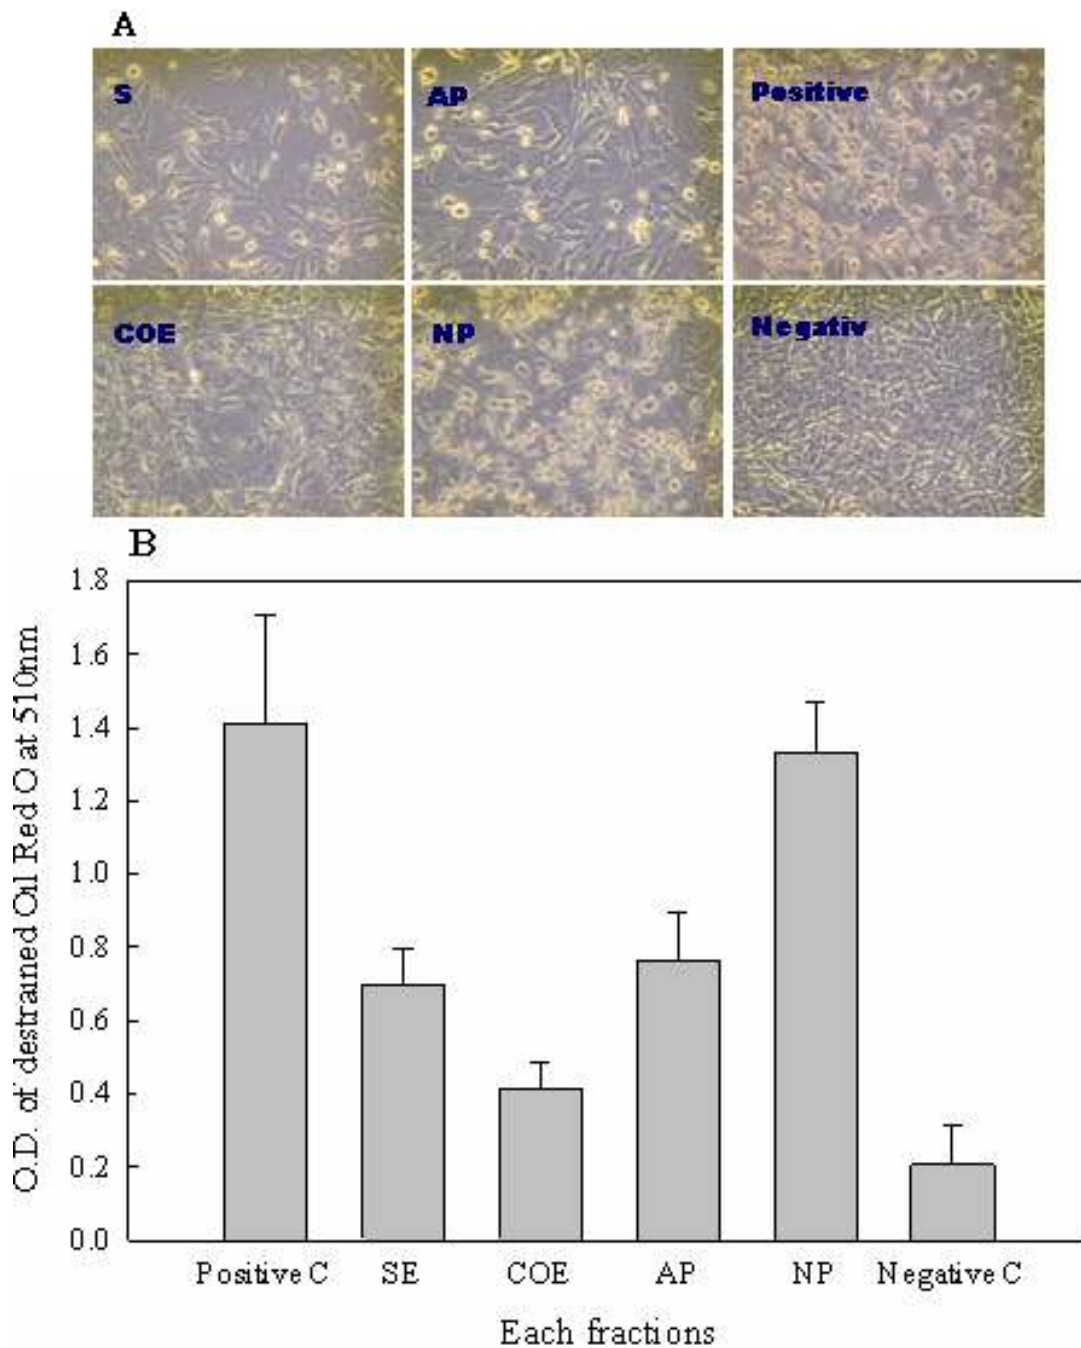 A
S AP Positive
COE NP Negativ
B
O.D. of destrained Oil Red O at 510nm
1.8
1.6
1.4
1.2
1.0
0.8
0.6
0.4
0.2
0.0
Positive C SE COE AP NP Negative C
Each fractions